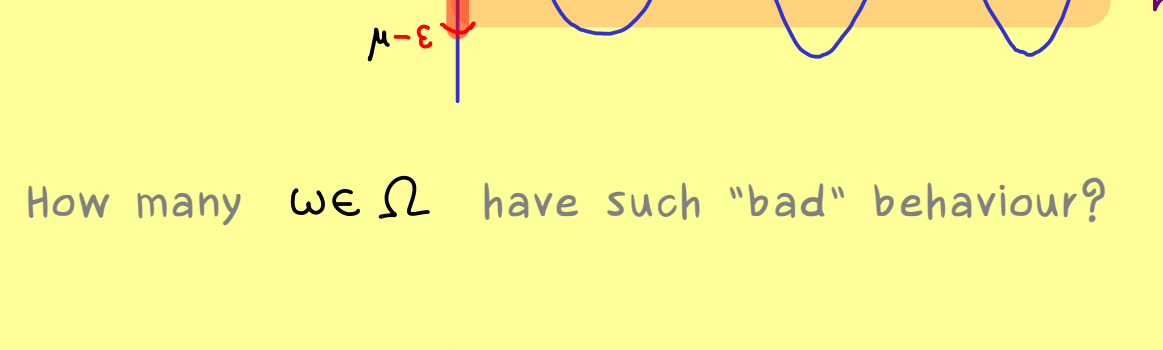 μ-ε
How many ω∈ Ω have such "bad" behaviour?